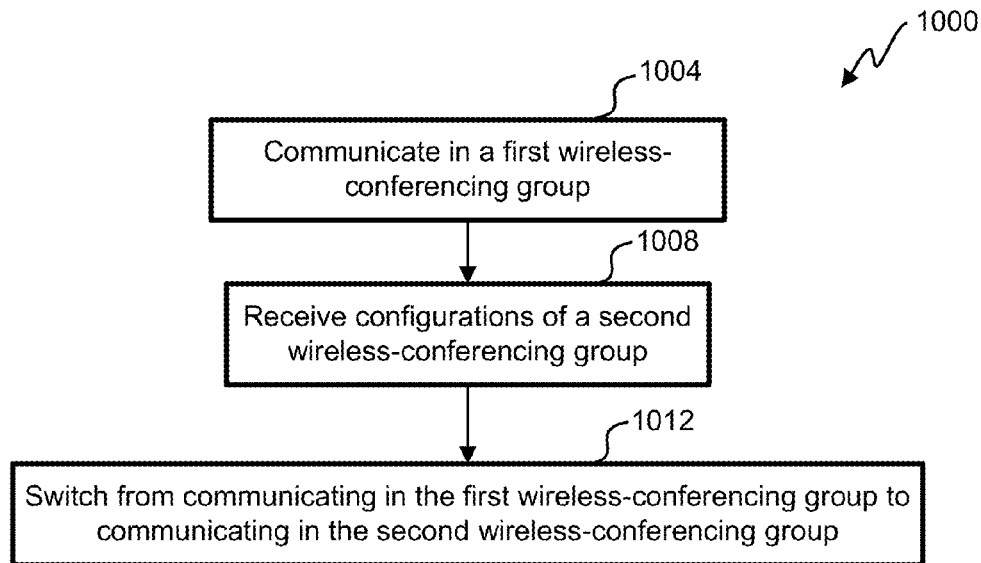 1000
1004
Communicate in a first wireless-
conferencing group
1008
Receive configurations of a second
wireless-conferencing group
1012
Switch from communicating in the first wireless-conferencing group to
communicating in the second wireless-conferencing group